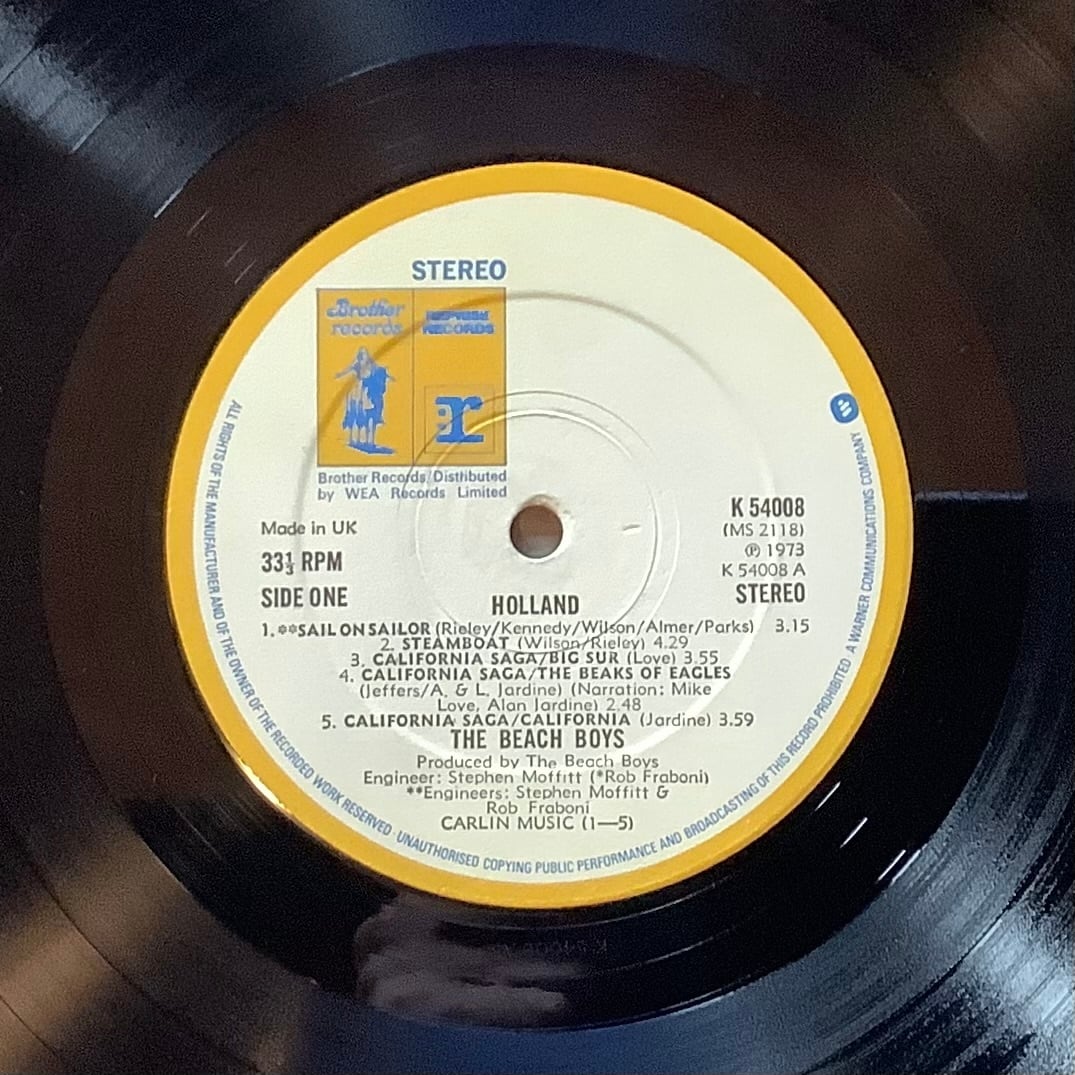 STEREO
Brother
records
REPRISE
RECORDS
r
Brother Records/Distributed
by WEA Records Limited
Made in UK
33⅓ RPM
SIDE ONE
K 54008
(MS 2118)
℗ 1973
K 54008 A
STEREO
HOLLAND
1. **SAIL ON SAILOR (Rieley/Kennedy/Wilson/Almer/Parks) 3.15
2. STEAMBOAT (Wilson/Rieley) 4.29
3. CALIFORNIA SAGA/BIG SUR (Love) 3.55
4. CALIFORNIA SAGA/THE BEAKS OF EAGLES
(Jeffers/A. & L. Jardine) (Narration: Mike
Love, Alan Jardine) 2.48
5. CALIFORNIA SAGA/CALIFORNIA (Jardine) 3.59
THE BEACH BOYS
Produced by The Beach Boys
Engineer: Stephen Moffitt (*Rob Fraboni)
**Engineers: Stephen Moffitt &
Rob Fraboni
CARLIN MUSIC (1—5)
ALL RIGHTS OF THE MANUFACTURER AND OF THE OWNER OF THE RECORDED WORK RESERVED · UNAUTHORISED COPYING PUBLIC PERFORMANCE AND BROADCASTING OF THIS RECORD PROHIBITED · A WARNER COMMUNICATIONS COMPANY